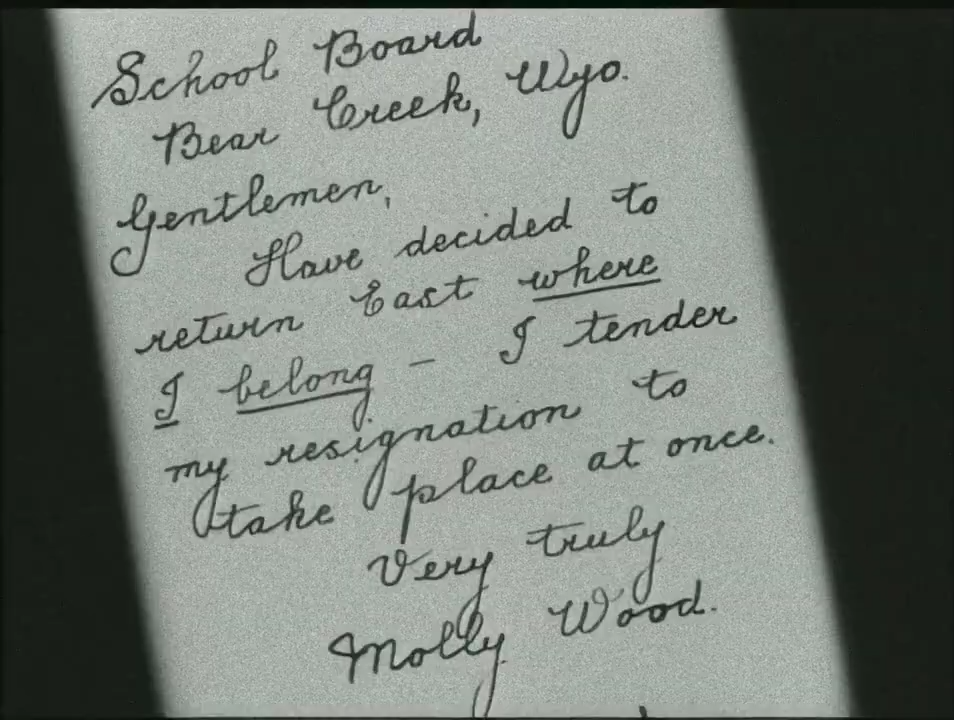 School Board
Bear Creek, Wyo.
Gentlemen,
Have decided to
return East where
I belong – I tender
my resignation to
take place at once.
Very truly
Molly Wood.